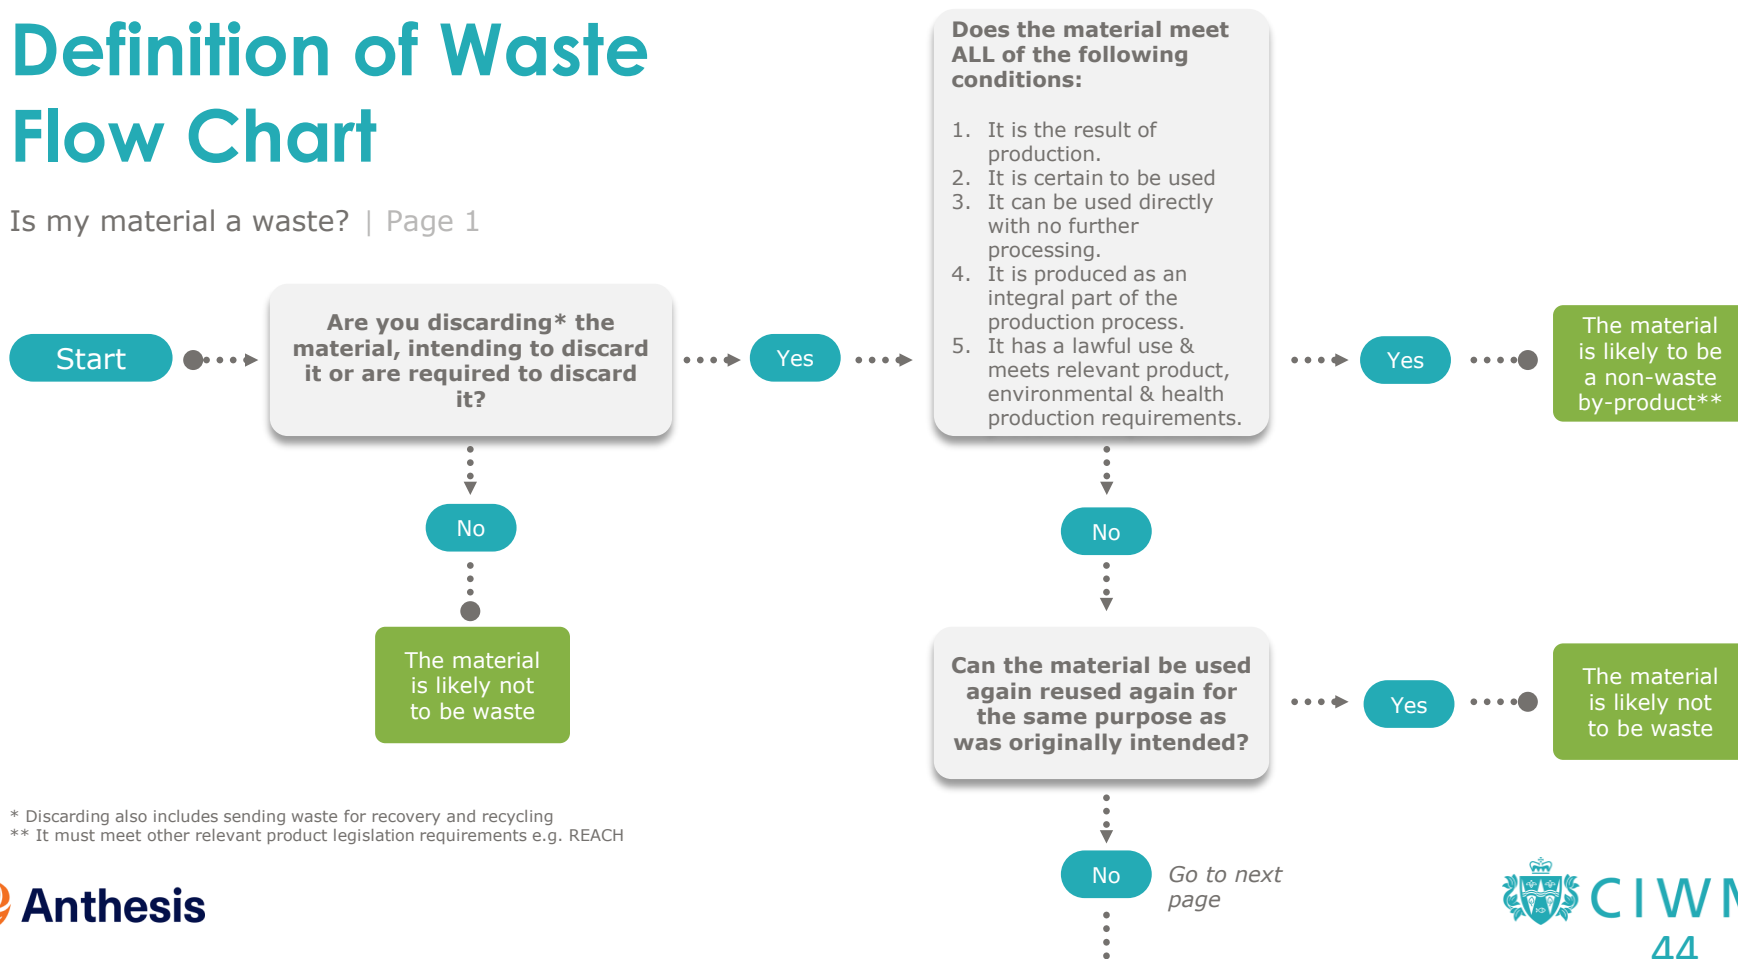 Definition of Waste
Flow Chart
Is my material a waste? | Page 1
Start
Are you discarding* the
material, intending to discard
it or are required to discard
it?
Yes
No
The material
is likely not
to be waste
Does the material meet
ALL of the following
conditions:
1. It is the result of
production.
2. It is certain to be used
3. It can be used directly
with no further
processing.
4. It is produced as an
integral part of the
production process.
5. It has a lawful use &
meets relevant product,
environmental & health
production requirements.
Yes
The material
is likely to be
a non-waste
by-product**
No
Can the material be used
again reused again for
the same purpose as
was originally intended?
Yes
The material
is likely not
to be waste
No
Go to next
page
* Discarding also includes sending waste for recovery and recycling
** It must meet other relevant product legislation requirements e.g. REACH
Anthesis
CIWM
44